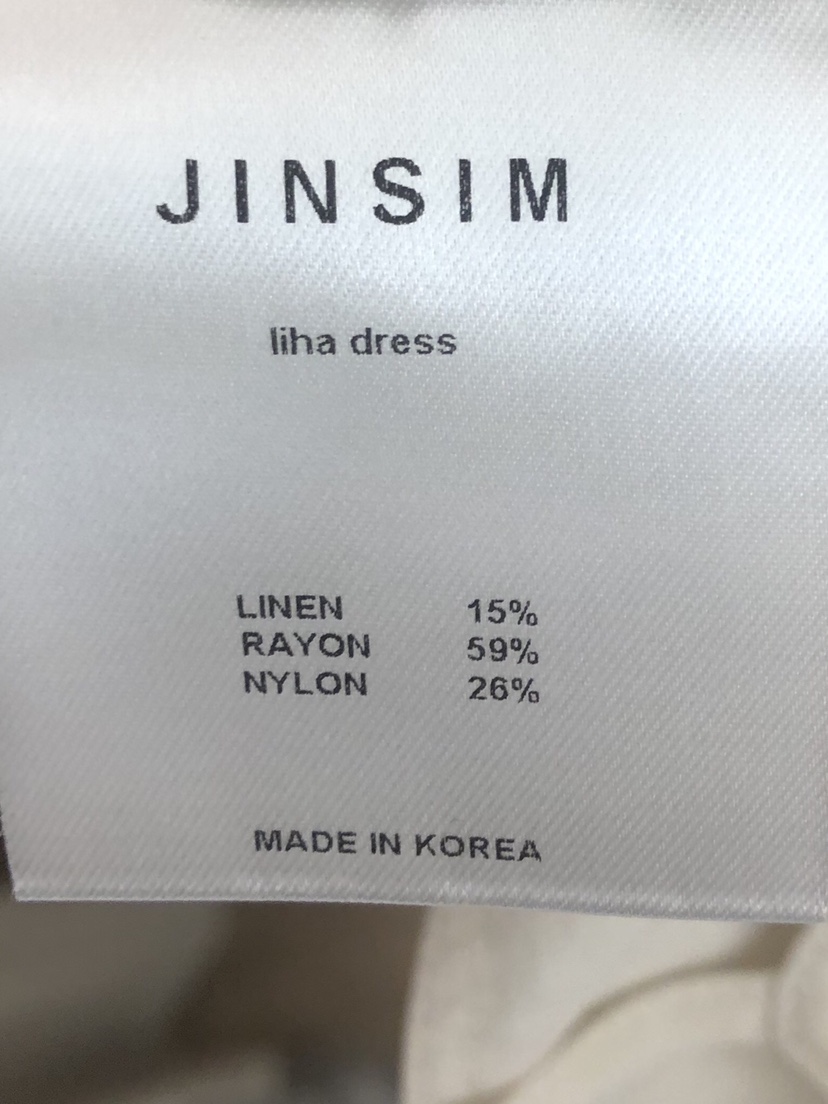 JINSIM
liha dress
LINEN 15%
RAYON 59%
NYLON 26%
MADE IN KOREA